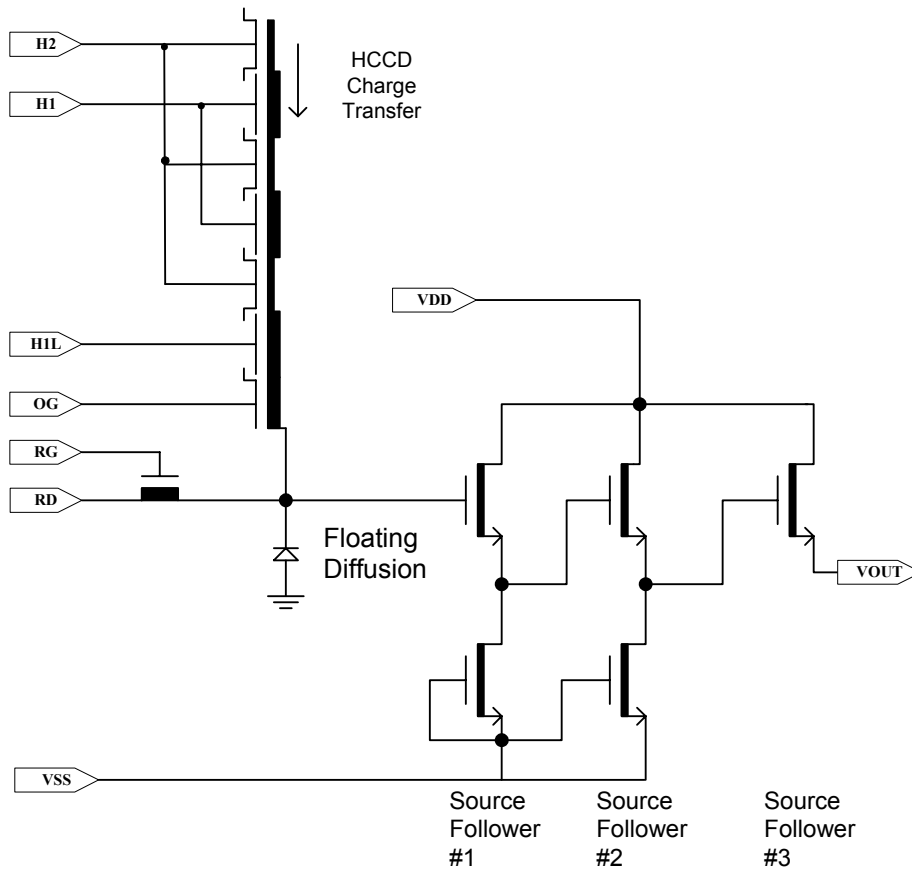 H2
HCCD
Charge
Transfer
H1
VDD
H1L
OG
RG
RD
Floating
Diffusion
VOUT
VSS
Source
Follower
#1
Source
Follower
#2
Source
Follower
#3